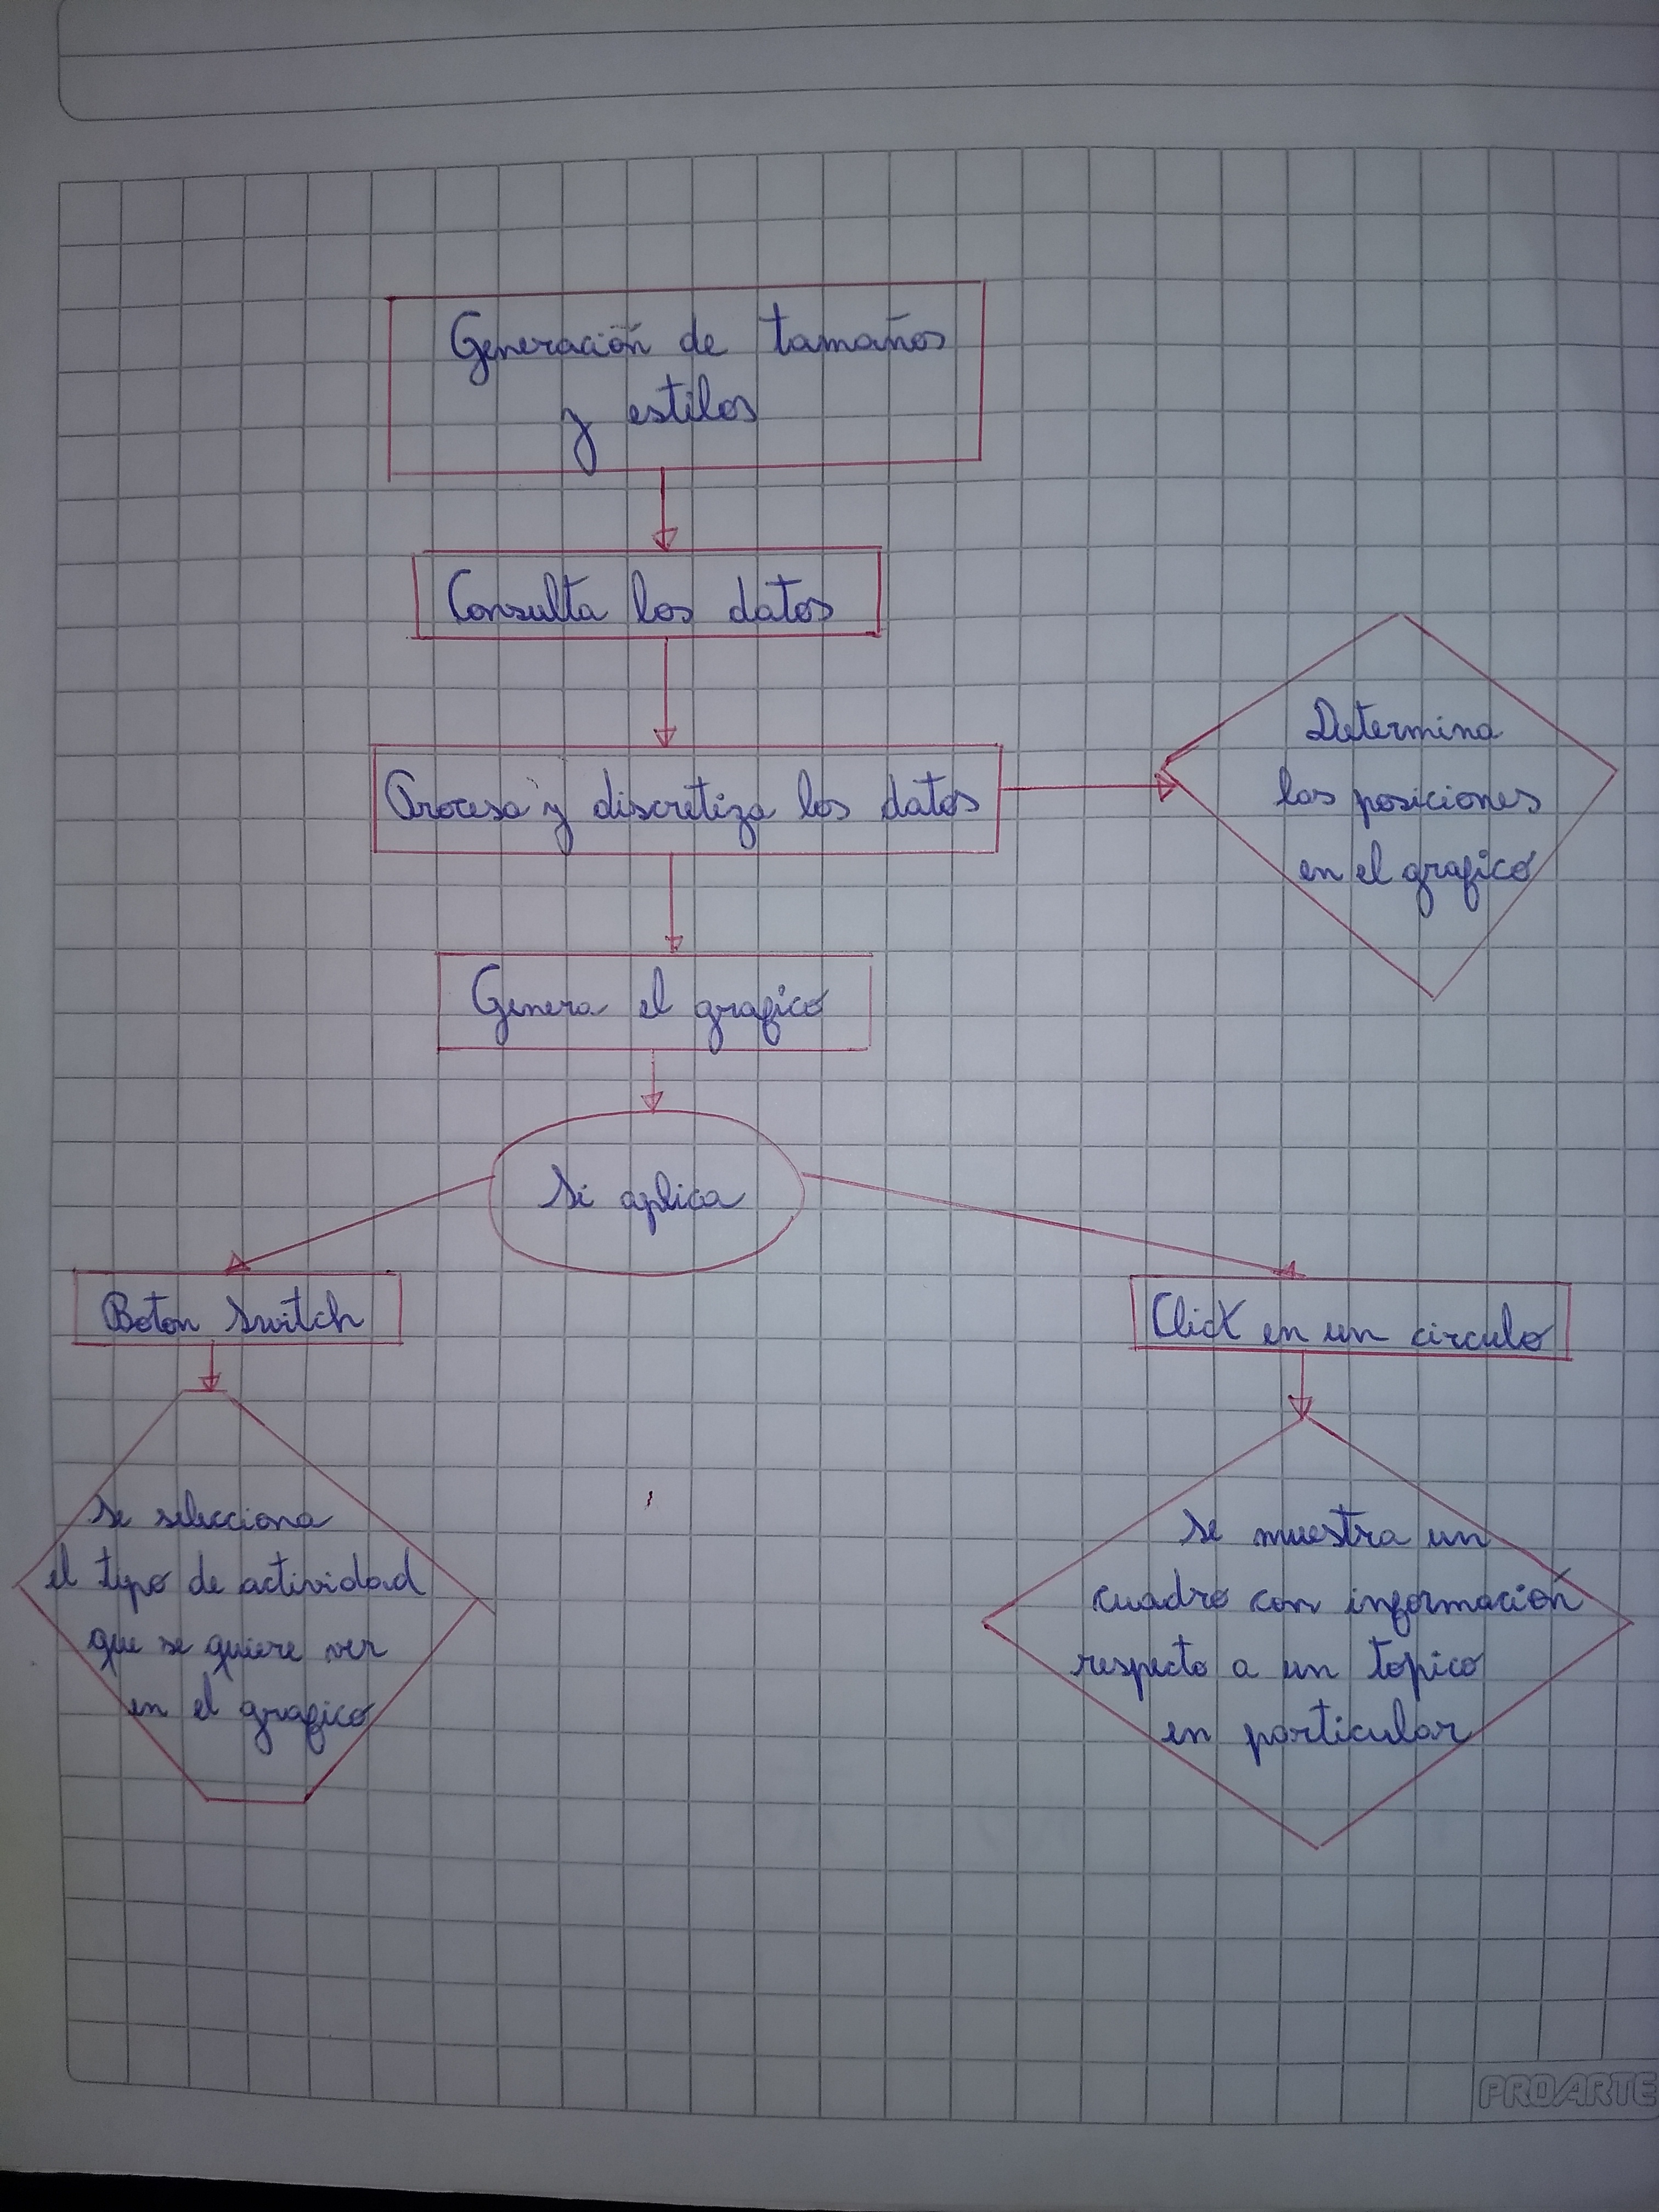 Generación de tamaños
y estilos
Consulta los datos
Procesa y discretiza los datos
Determina
las posiciones
en el grafico
Genera el grafico
Si aplica
Boton switch
Click en un circulo
Se selecciona
el tipo de actividad
que se quiere ver
en el grafico
Se muestra un
cuadro con información
respecto a un topico
en particular
PROARTE